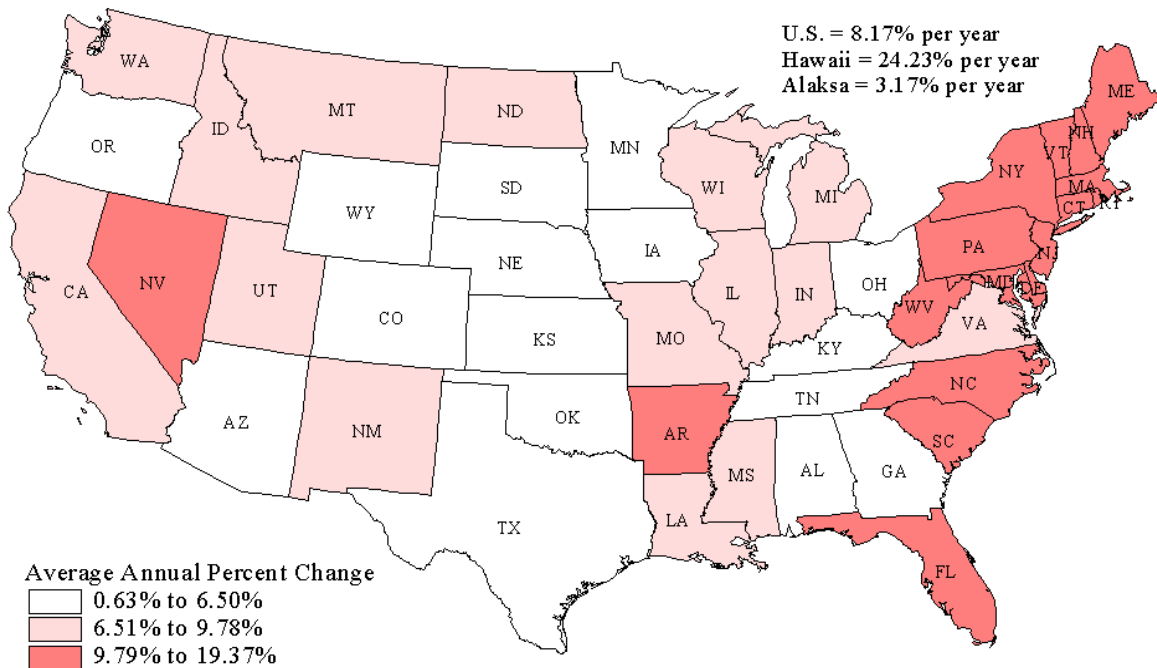 U.S. = 8.17% per year
Hawaii = 24.23% per year
Alaksa = 3.17% per year
WA
MT
ND
ME
OR
ID
MN
NH
VT
SD
WI
NY
MA
WY
MI
CT
RI
IA
PA
NE
NJ
OH
CA
NV
UT
IL
IN
MD
DE
CO
WV
VA
KS
MO
KY
NC
TN
AZ
NM
OK
AR
SC
MS
AL
GA
TX
LA
FL
Average Annual Percent Change
0.63% to 6.50%
6.51% to 9.78%
9.79% to 19.37%